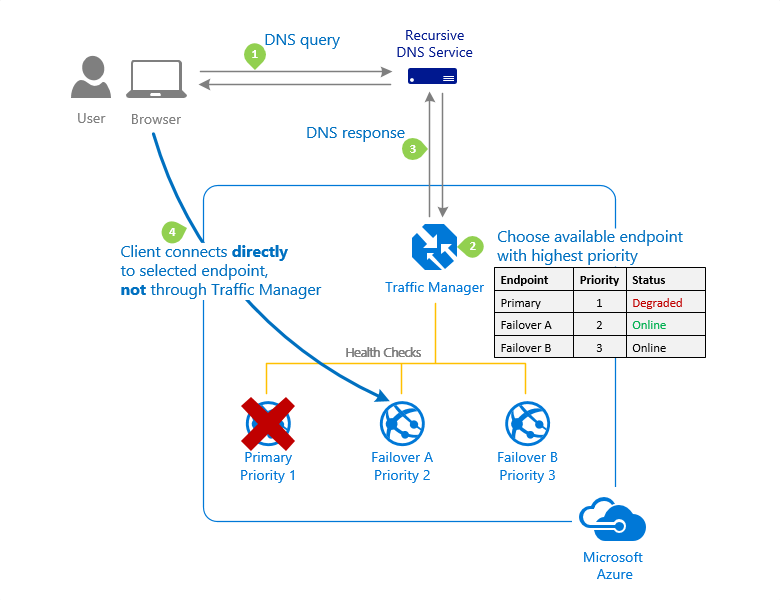 DNS query
1
Recursive
DNS Service
User
Browser
DNS response
3
4
Client connects directly
to selected endpoint,
not through Traffic Manager
2
Choose available endpoint
with highest priority
Traffic Manager
Endpoint Priority Status
Primary 1 Degraded
Failover A 2 Online
Failover B 3 Online
Health Checks
Primary
Priority 1
Failover A
Priority 2
Failover B
Priority 3
Microsoft
Azure